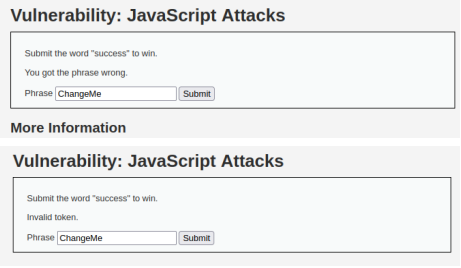 Vulnerability: JavaScript Attacks
Submit the word "success" to win.
You got the phrase wrong.
Phrase ChangeMe Submit
More Information
Vulnerability: JavaScript Attacks
Submit the word "success" to win.
Invalid token.
Phrase ChangeMe Submit